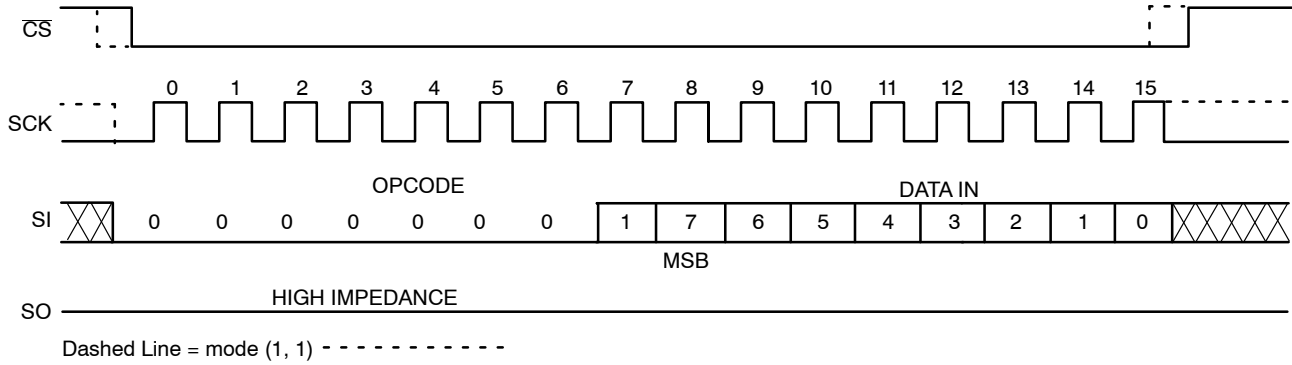 CS
0 1 2 3 4 5 6 7 8 9 10 11 12 13 14 15
SCK
OPCODE DATA IN
SI 0 0 0 0 0 0 0 1 7 6 5 4 3 2 1 0
MSB
HIGH IMPEDANCE
SO
Dashed Line = mode (1, 1)